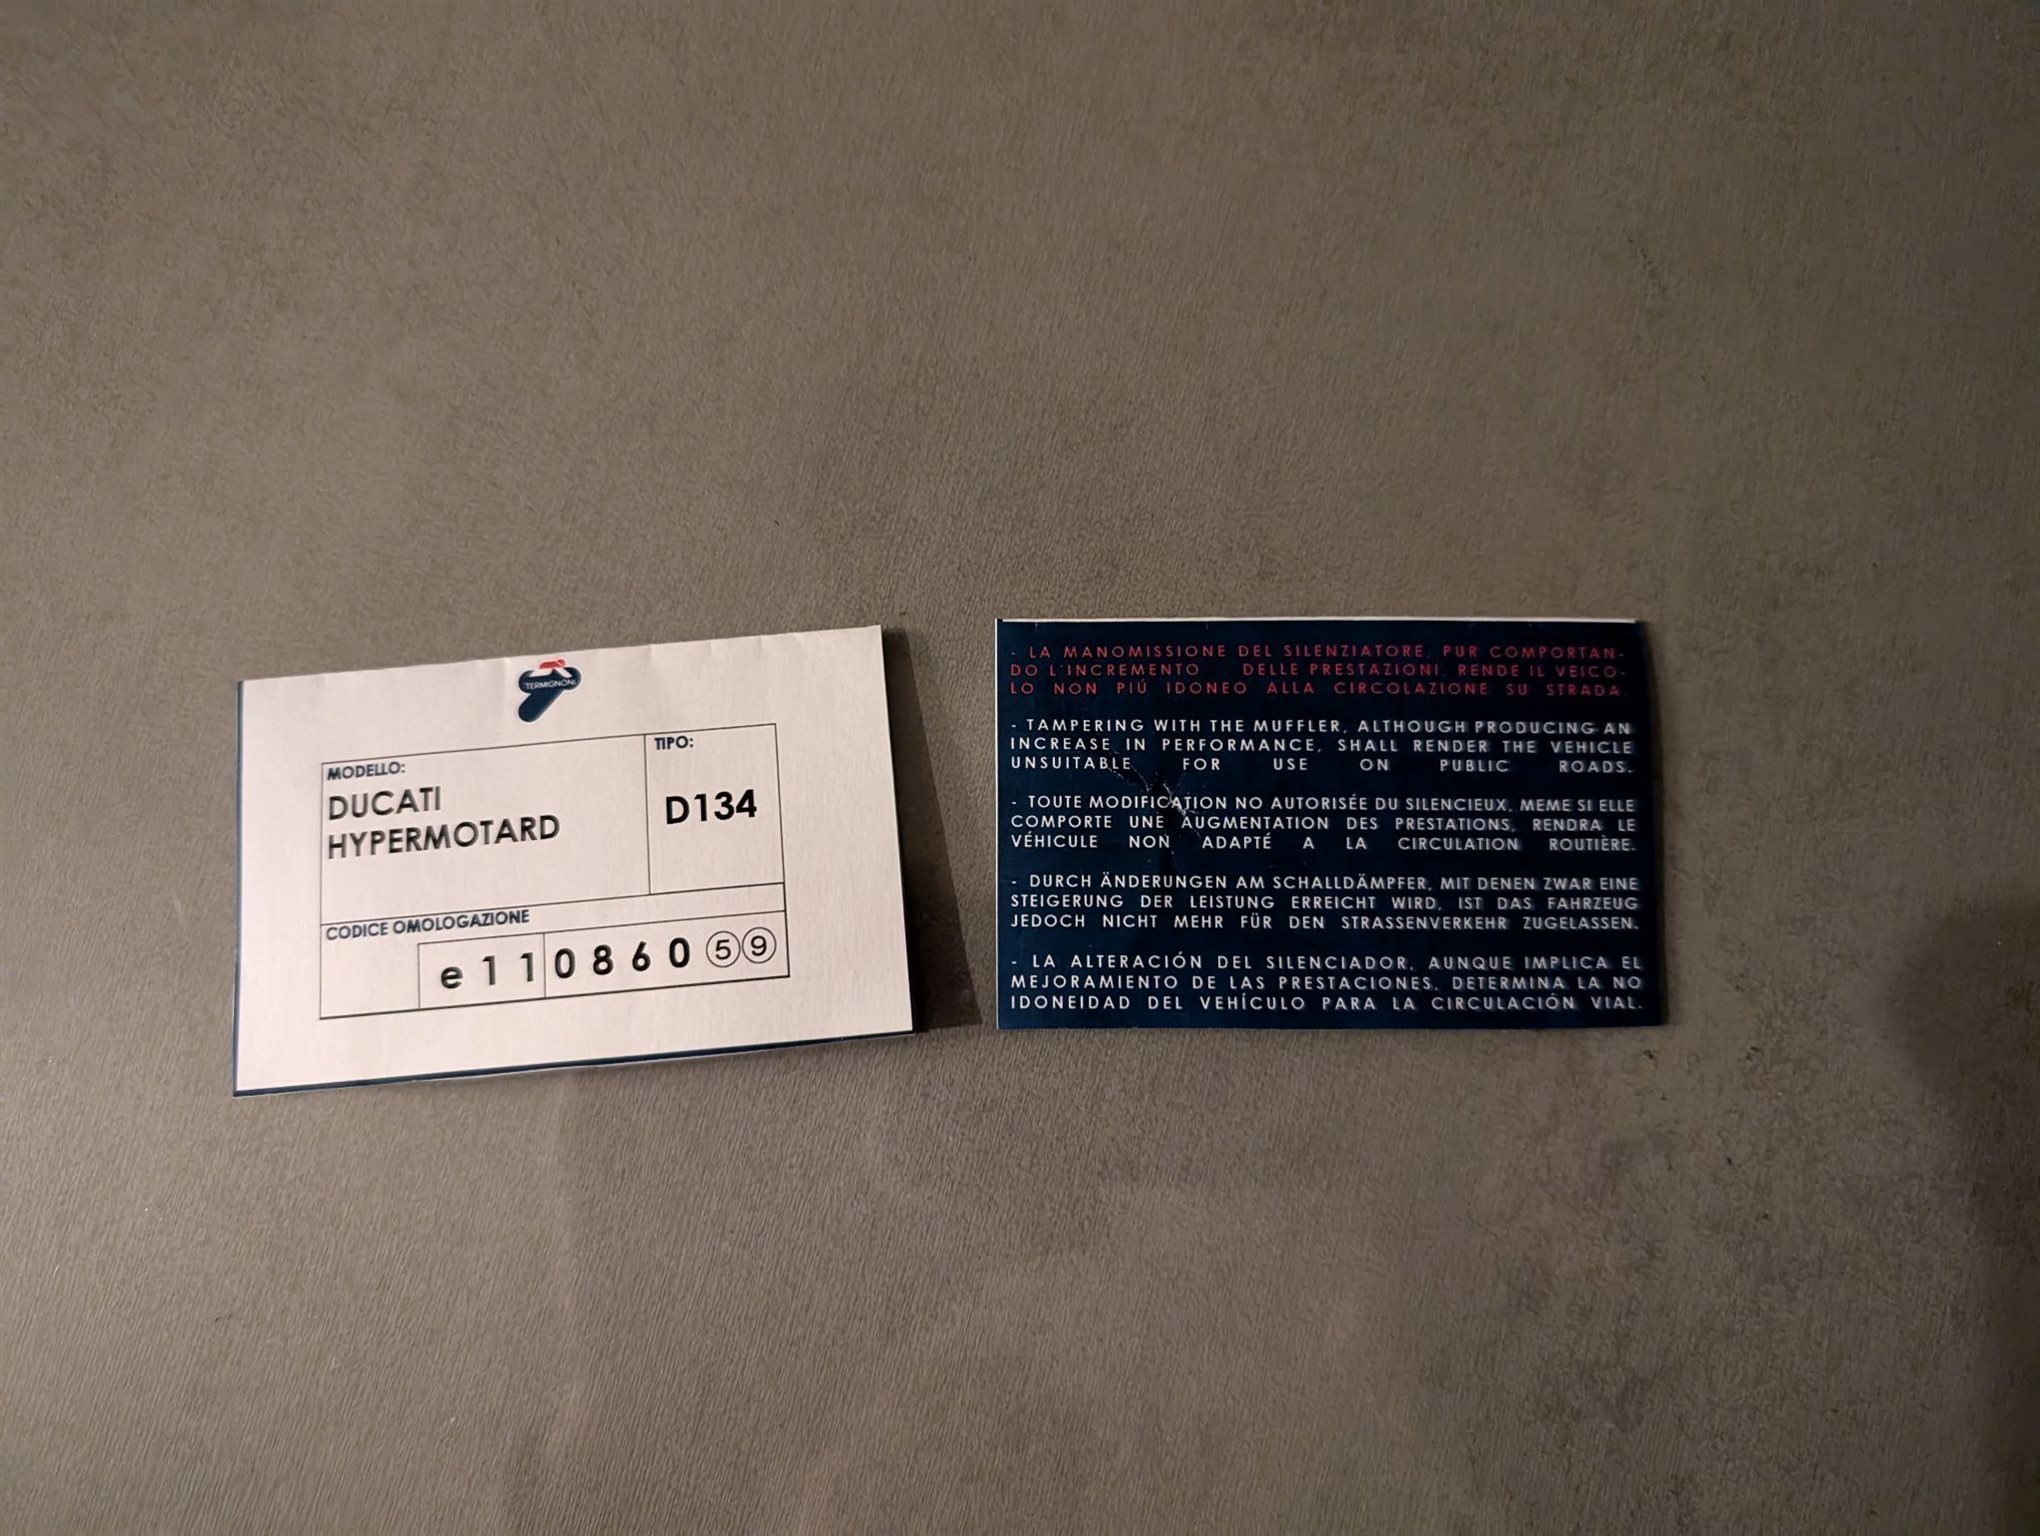 TERMIGNONI
MODELLO:
DUCATI
HYPERMOTARD
TIPO:
D134
CODICE OMOLOGAZIONE
e 1 1 0 8 6 0 ⑤⑨
- LA MANOMISSIONE DEL SILENZIATORE, PUR COMPORTAN-
DO L'INCREMENTO DELLE PRESTAZIONI, RENDE IL VEICO-
LO NON PIÚ IDONEO ALLA CIRCOLAZIONE SU STRADA.
- TAMPERING WITH THE MUFFLER, ALTHOUGH PRODUCING AN
INCREASE IN PERFORMANCE, SHALL RENDER THE VEHICLE
UNSUITABLE FOR USE ON PUBLIC ROADS.
- TOUTE MODIFICATION NO AUTORISÉE DU SILENCIEUX, MEME SI ELLE
COMPORTE UNE AUGMENTATION DES PRESTATIONS, RENDRA LE
VÉHICULE NON ADAPTÉ A LA CIRCULATION ROUTIÈRE.
- DURCH ÄNDERUNGEN AM SCHALLDÄMPFER, MIT DENEN ZWAR EINE
STEIGERUNG DER LEISTUNG ERREICHT WIRD, IST DAS FAHRZEUG
JEDOCH NICHT MEHR FÜR DEN STRASSENVERKEHR ZUGELASSEN.
- LA ALTERACIÓN DEL SILENCIADOR, AUNQUE IMPLICA EL
MEJORAMIENTO DE LAS PRESTACIONES, DETERMINA LA NO
IDONEIDAD DEL VEHÍCULO PARA LA CIRCULACIÓN VIAL.